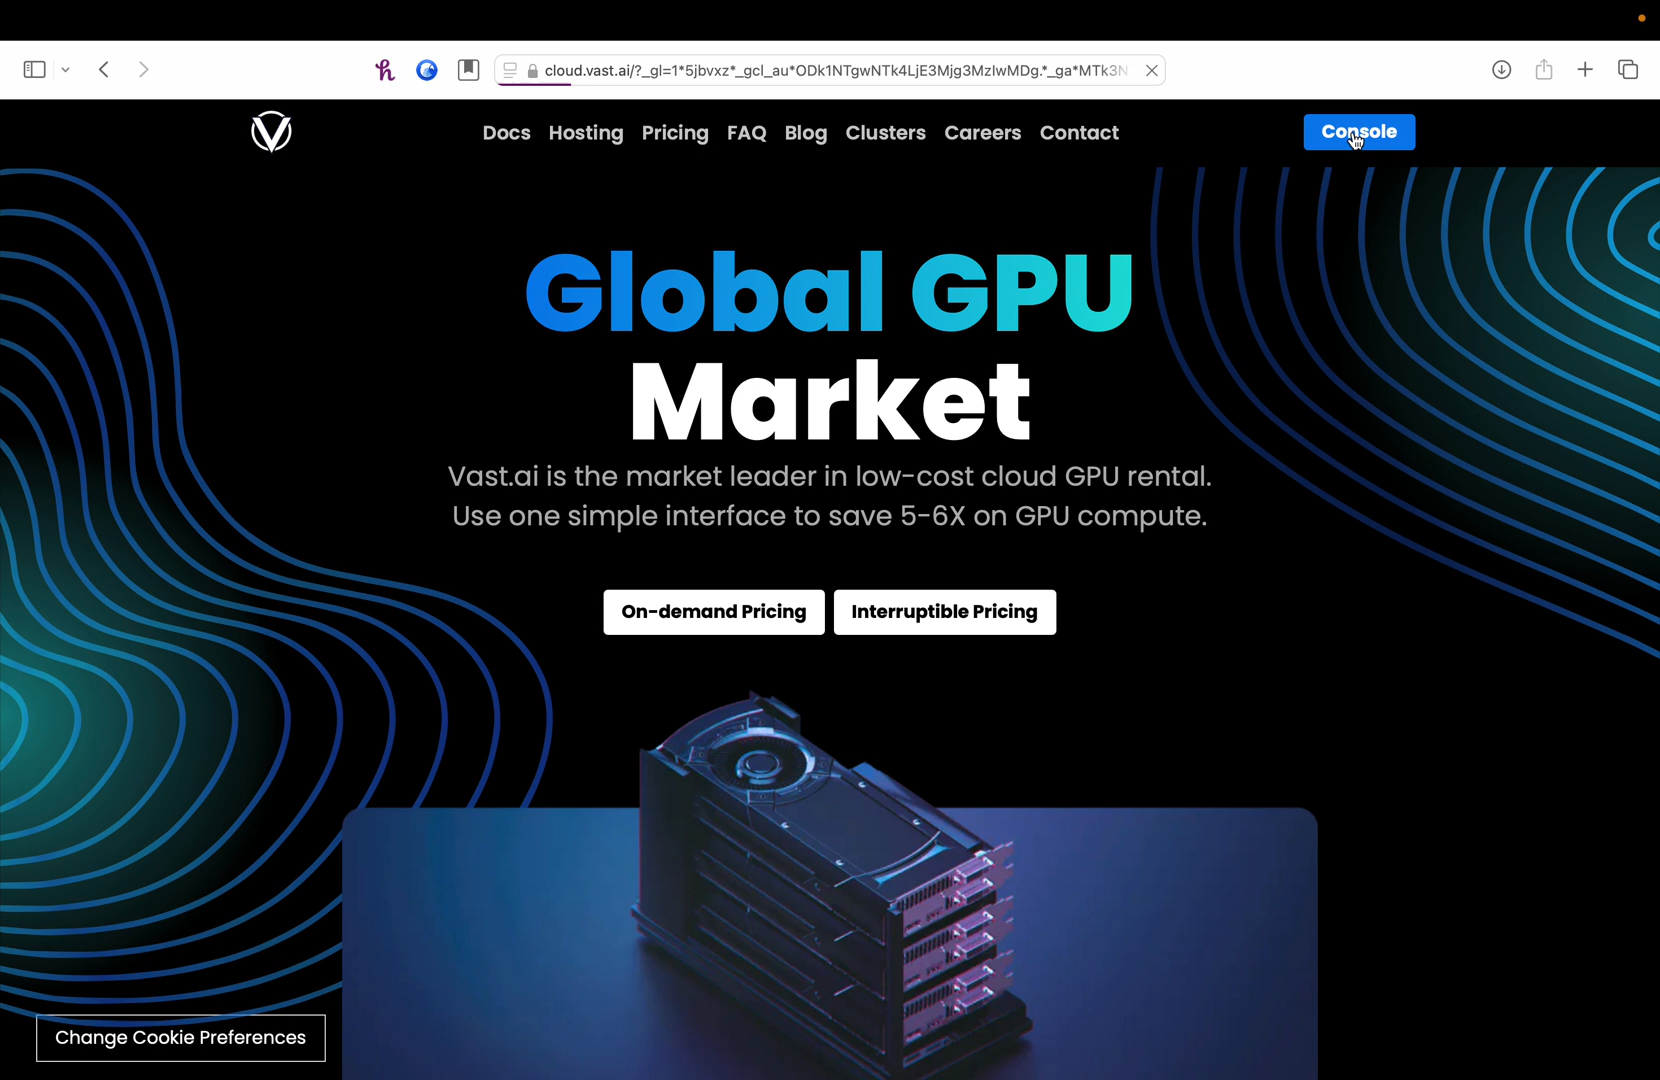 cloud.vast.ai/?_gl=1*5jbvxz*_gcl_au*ODk1NTgwNTk4LjE3Mjg3MzIwMDg.*_ga*MTk3N
Docs Hosting Pricing FAQ Blog Clusters Careers Contact Console
Global GPU
Market
Vast.ai is the market leader in low-cost cloud GPU rental.
Use one simple interface to save 5-6X on GPU compute.
On-demand Pricing Interruptible Pricing
Change Cookie Preferences